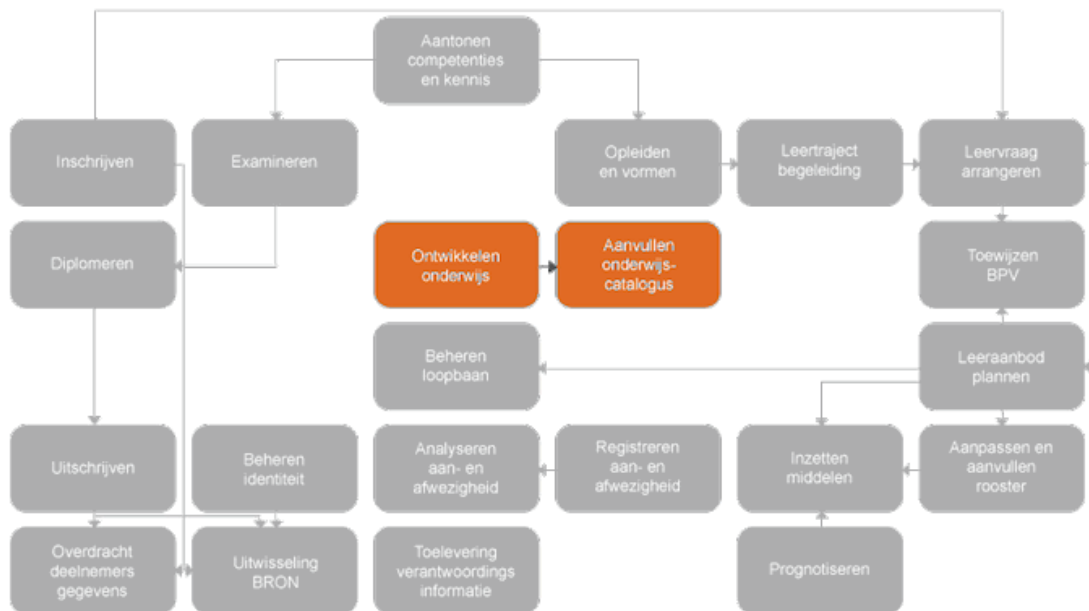 Aantonen
competenties
en kennis
Inschrijven
Examineren
Opleiden
en vormen
Leertraject
begeleiding
Leervraag
arrangeren
Diplomeren
Ontwikkelen
onderwijs
Aanvullen
onderwijs-
catalogus
Toewijzen
BPV
Beheren
loopbaan
Leeraanbod
plannen
Uitschrijven
Beheren
identiteit
Analyseren
aan- en
afwezigheid
Registreren
aan- en
afwezigheid
Inzetten
middelen
Aanpassen en
aanvullen
rooster
Overdracht
deelnemers
gegevens
Uitwisseling
BRON
Toelevering
verantwoordings
informatie
Prognotiseren